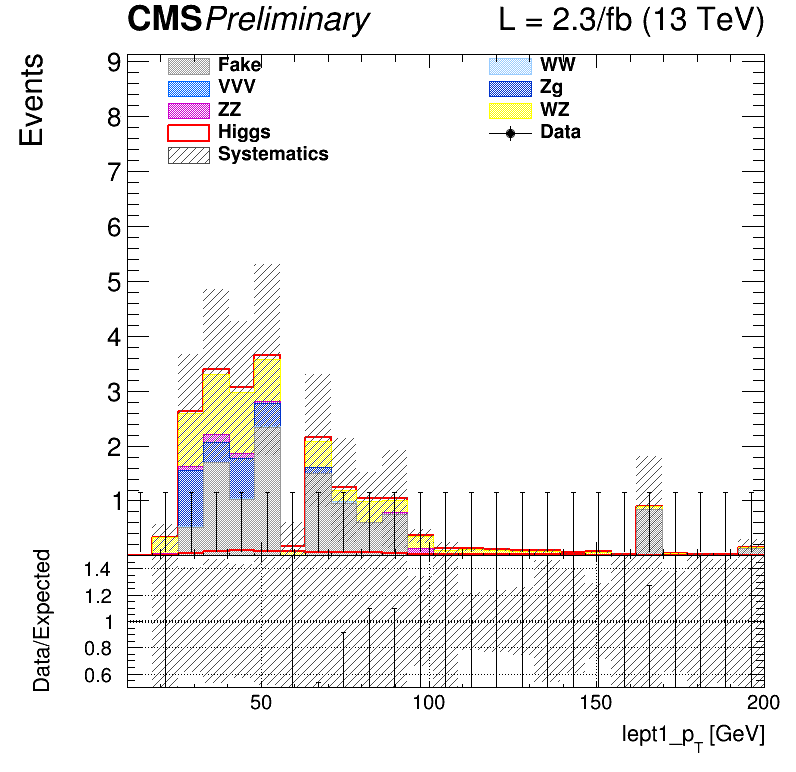 CMS Preliminary L = 2.3/fb (13 TeV)
Events
9
8
7
6
5
4
3
2
1
Fake
VVV
ZZ
Higgs
Systematics
WW
Zg
WZ
Data
Data/Expected
1.4
1.2
1
0.8
0.6
50 100 150 200
lept1_p_T [GeV]